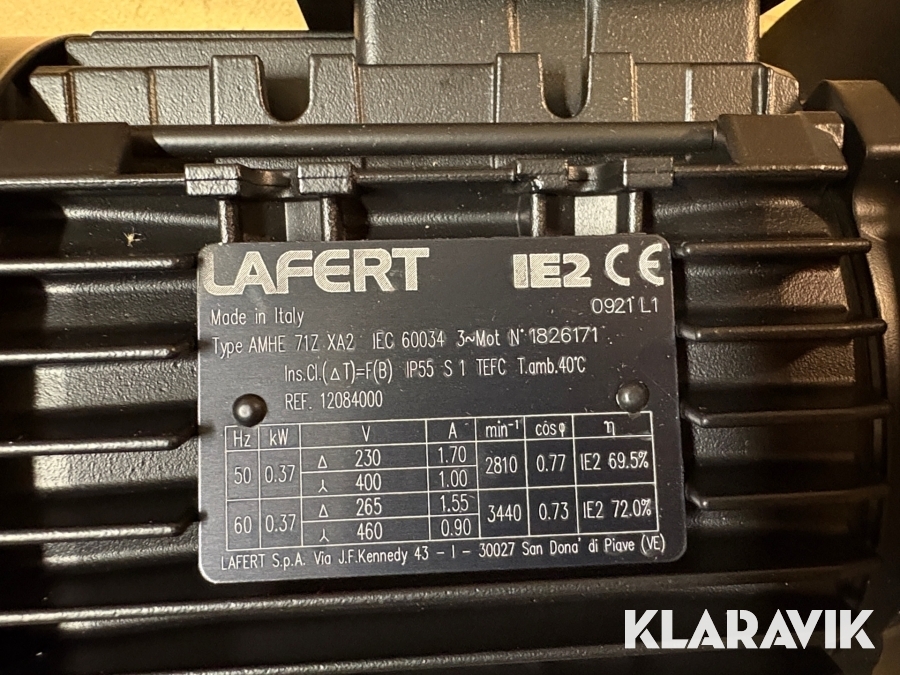 LAFERT IE2 CE
0921 L1
Made in Italy
Type AMHE 71Z XA2 IEC 60034 3~Mot N° 1826171
Ins.Cl.(ΔT)=F(B) IP55 S 1 TEFC T.amb.40°C
REF. 12084000
Hz kW V A min⁻¹ cosφ η
50 0.37 Δ 230 1.70 2810 0.77 IE2 69.5%
⅄ 400 1.00
60 0.37 Δ 265 1.55 3440 0.73 IE2 72.0%
⅄ 460 0.90
LAFERT S.p.A. Via J.F.Kennedy 43 - I - 30027 San Dona' di Piave (VE)
KLARAVIK